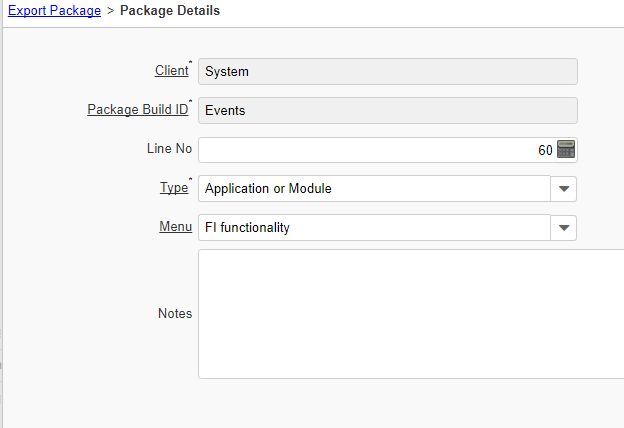 Export Package > Package Details
Client* System
Package Build ID* Events
Line No 60
Type* Application or Module
Menu FI functionality
Notes